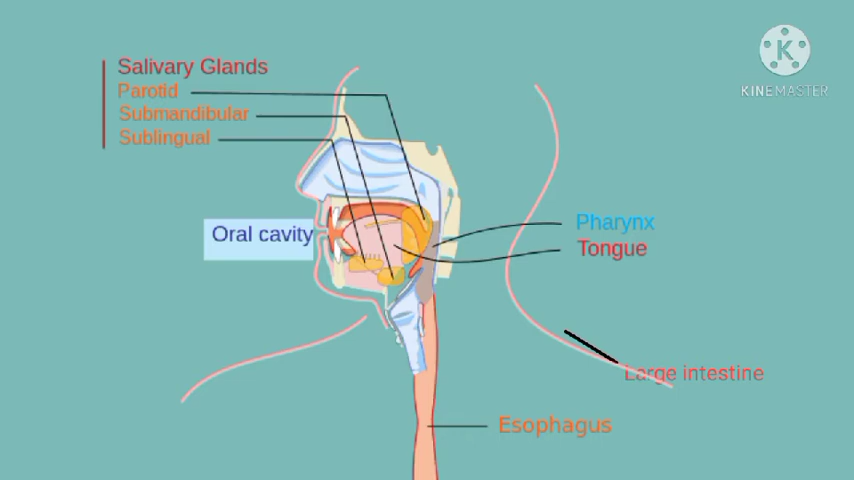 Salivary Glands
Parotid
Submandibular
Sublingual
Oral cavity
Pharynx
Tongue
Large intestine
Esophagus
K
KINEMASTER